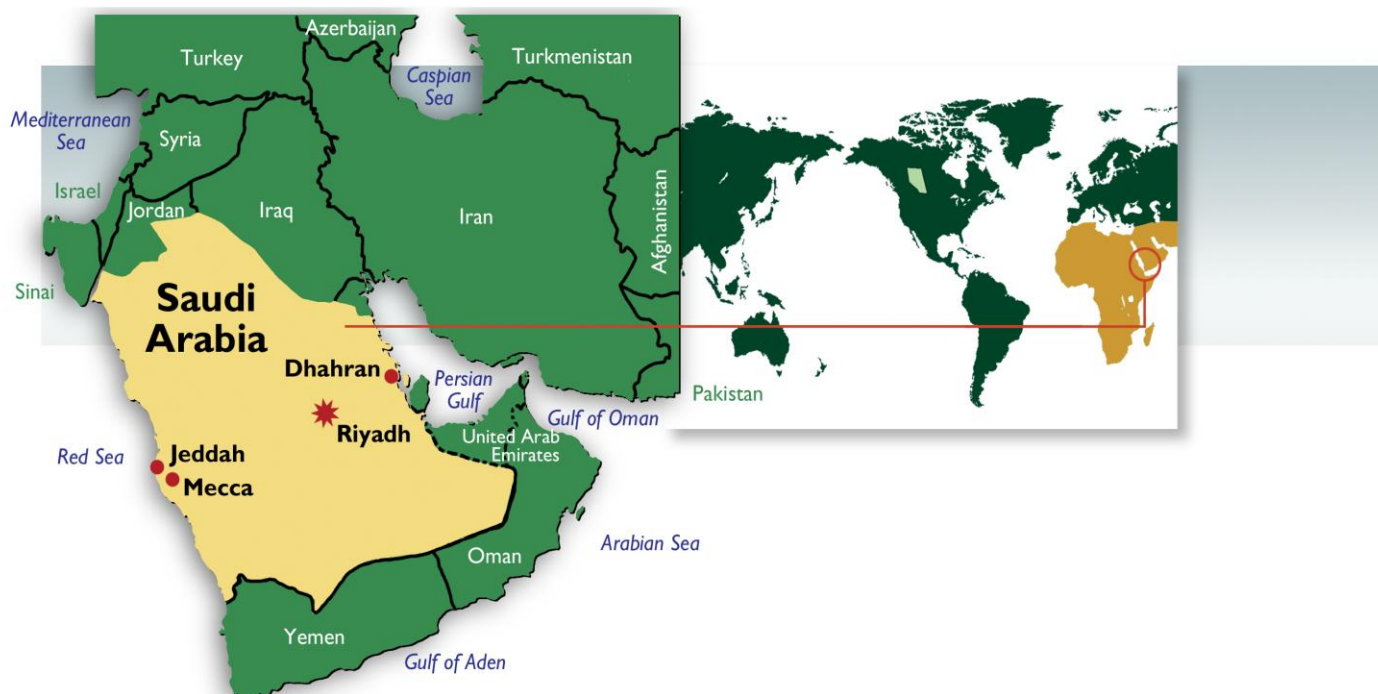 Azerbaijan
Turkey
Turkmenistan
Caspian
Sea
Mediterranean
Sea
Syria
Israel
Jordan
Iraq
Iran
Afghanistan
Sinai
Saudi
Arabia
Dhahran
Persian
Gulf
Pakistan
Gulf of Oman
Riyadh
United Arab
Emirates
Red Sea
Jeddah
Mecca
Arabian Sea
Oman
Yemen
Gulf of Aden